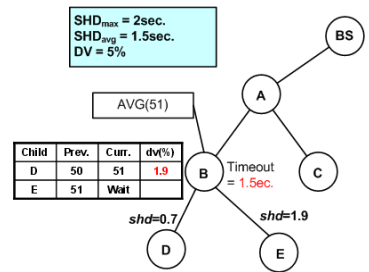 SHDmax = 2sec.
SHDavg = 1.5sec.
DV = 5%
BS
A
AVG(51)
Child Prev. Curr. dv(%)
D 50 51 1.9
E 51 Wait
B
Timeout
= 1.5ec.
C
shd=0.7
shd=1.9
D
E